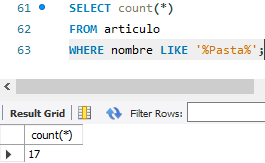 61 SELECT count(*)
62 FROM articulo
63 WHERE nombre LIKE '%Pasta%';
Result Grid Filter Rows:
count(*)
17